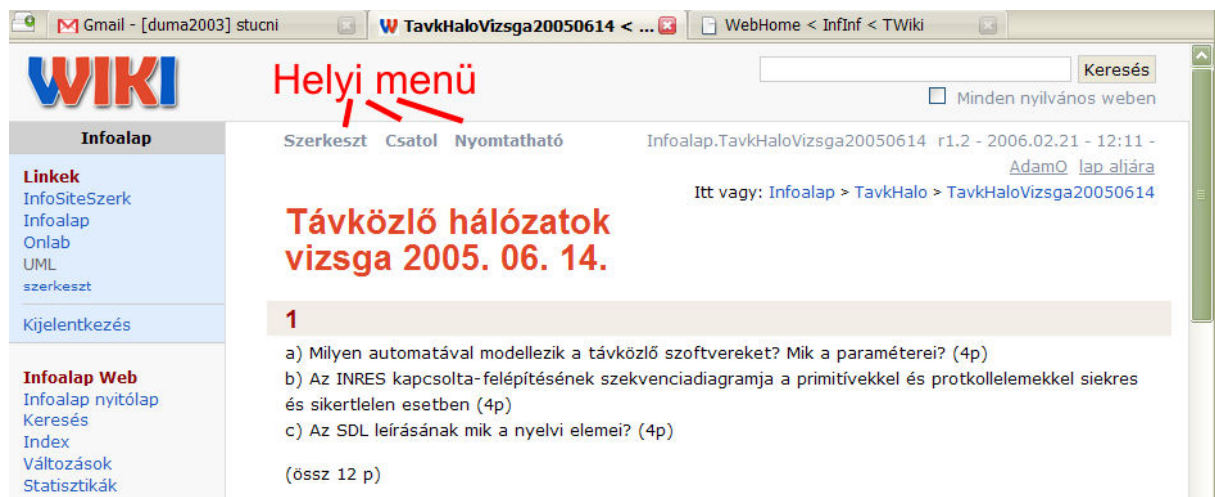 Gmail - [duma2003] stucni
TavkHaloVizsga20050614 < ...
WebHome < InfInf < TWiki
WIKI
Helyi menü
Keresés
Minden nyilvános weben
Infoalap
Szerkeszt Csatol Nyomtatható
Infoalap.TavkHaloVizsga20050614 r1.2 - 2006.02.21 - 12:11 -
AdamO lap aljára
Itt vagy: Infoalap > TavkHalo > TavkHaloVizsga20050614
Linkek
InfoSiteSzerk
Infoalap
Onlab
UML
szerkeszt
Kijelentkezés
Infoalap Web
Infoalap nyitólap
Keresés
Index
Változások
Statisztikák
Távközlő hálózatok
vizsga 2005. 06. 14.
1
a) Milyen automatával modellezik a távközlő szoftvereket? Mik a paraméterei? (4p)
b) Az INRES kapcsolta-felépítésének szekvenciadiagramja a primitívekkel és protkollelemekkel siekres
és sikertlelen esetben (4p)
c) Az SDL leírásának mik a nyelvi elemei? (4p)
(össz 12 p)